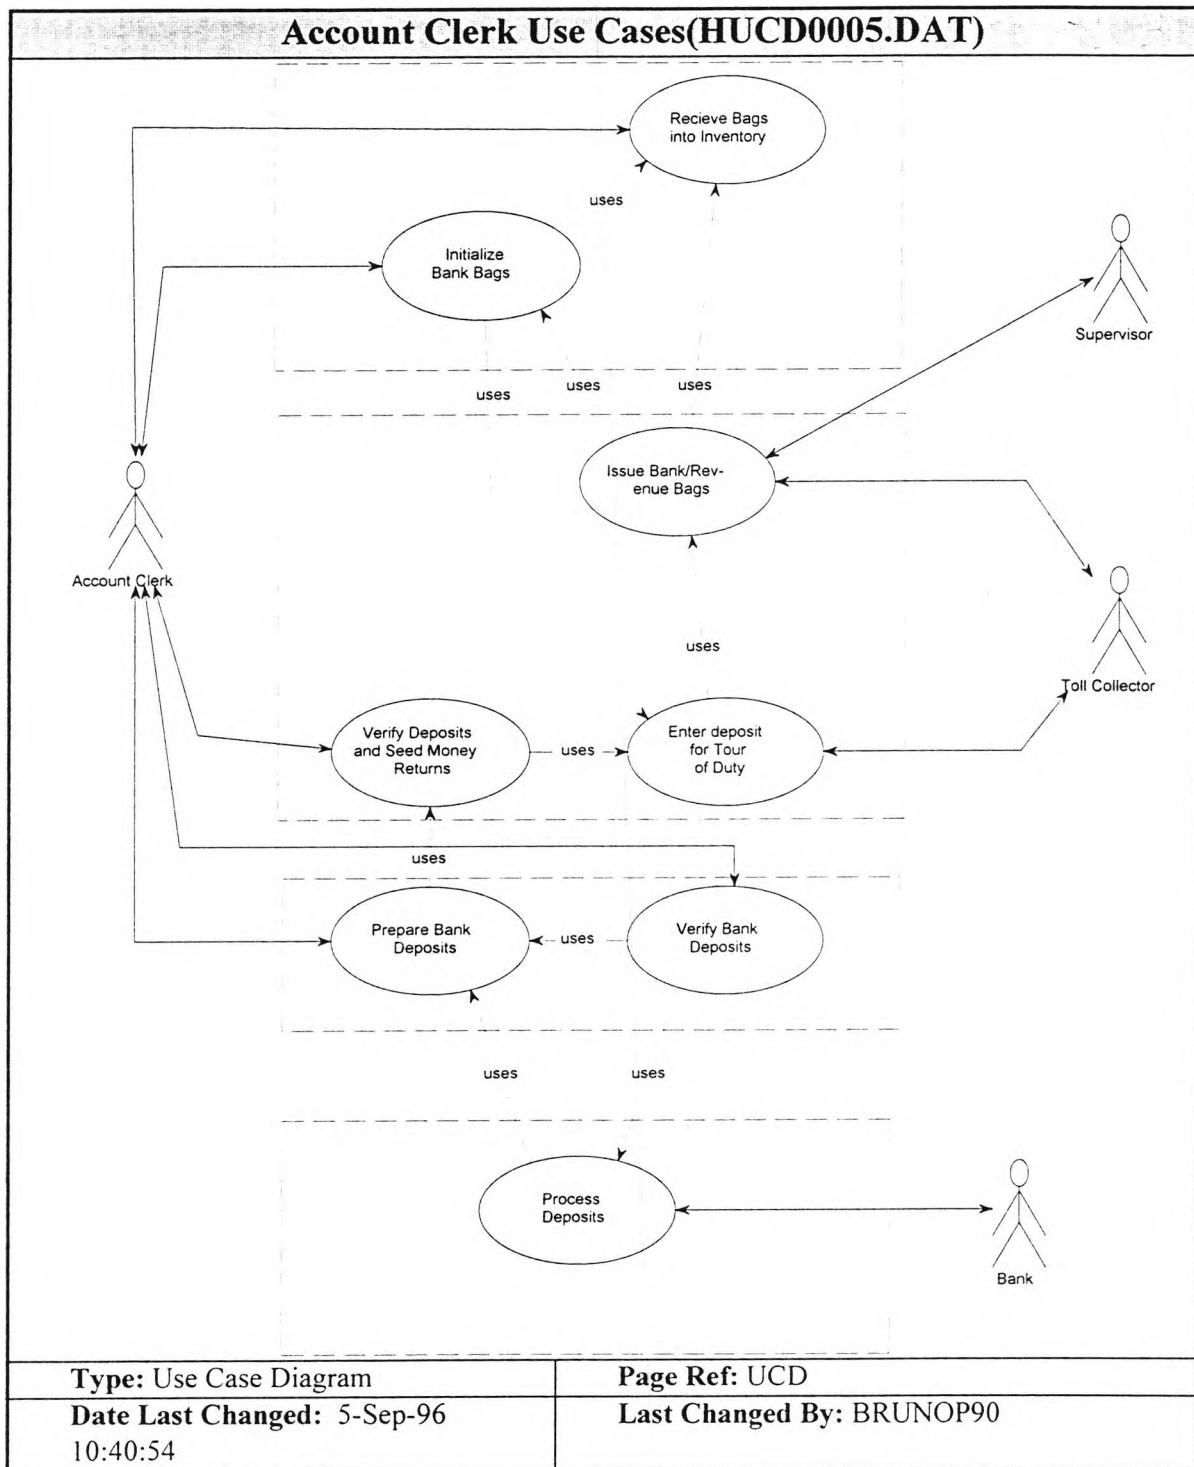 Account Clerk Use Cases(HUCD0005.DAT)
Recieve Bags
into Inventory
uses
Initialize
Bank Bags
Supervisor
uses
uses
uses
Issue Bank/Rev-
enue Bags
Account Clerk
Toll Collector
uses
Verify Deposits
and Seed Money
Returns
uses
Enter deposit
for Tour
of Duty
uses
Prepare Bank
Deposits
uses
Verify Bank
Deposits
uses
uses
Process
Deposits
Bank
Type: Use Case Diagram
Page Ref: UCD
Date Last Changed: 5-Sep-96
10:40:54
Last Changed By: BRUNOP90